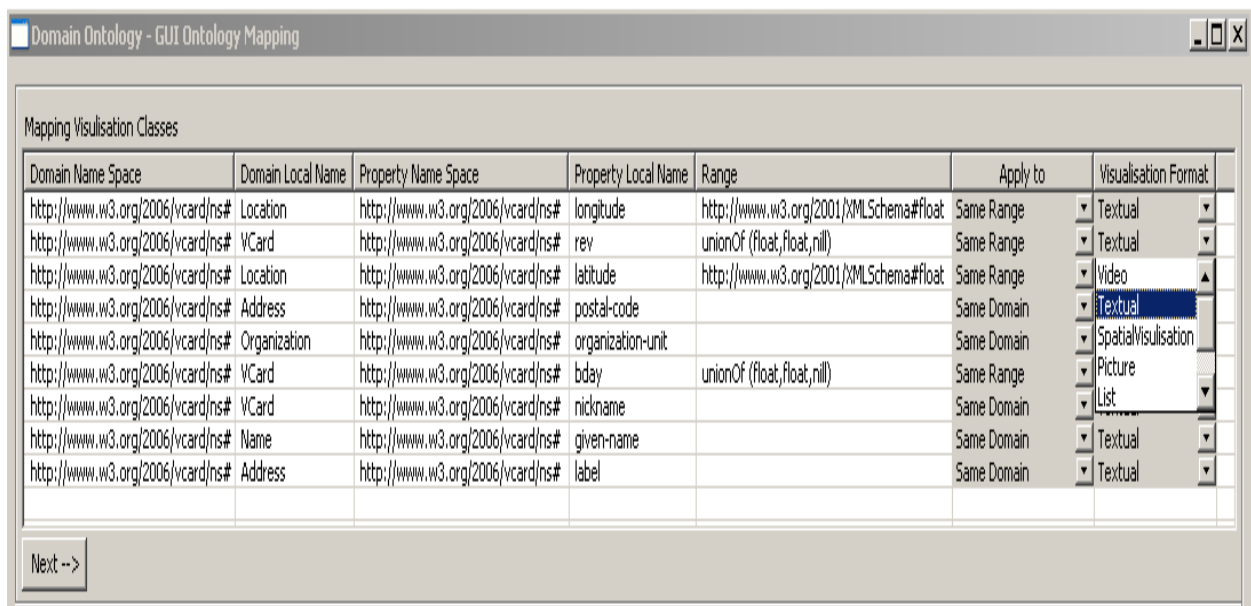 Domain Ontology - GUI Ontology Mapping
Mapping Visulisation Classes
Domain Name Space Domain Local Name Property Name Space Property Local Name Range Apply to Visualisation Format
http://www.w3.org/2006/vcard/ns# Location http://www.w3.org/2006/vcard/ns# longitude http://www.w3.org/2001/XMLSchema#float Same Range Textual
http://www.w3.org/2006/vcard/ns# VCard http://www.w3.org/2006/vcard/ns# rev unionOf (float,float,nill) Same Range Textual
http://www.w3.org/2006/vcard/ns# Location http://www.w3.org/2006/vcard/ns# latitude http://www.w3.org/2001/XMLSchema#float Same Range Video
http://www.w3.org/2006/vcard/ns# Address http://www.w3.org/2006/vcard/ns# postal-code Same Domain Textual
http://www.w3.org/2006/vcard/ns# Organization http://www.w3.org/2006/vcard/ns# organization-unit Same Domain SpatialVisulisation
http://www.w3.org/2006/vcard/ns# VCard http://www.w3.org/2006/vcard/ns# bday unionOf (float,float,nill) Same Range Picture
http://www.w3.org/2006/vcard/ns# VCard http://www.w3.org/2006/vcard/ns# nickname Same Domain List
http://www.w3.org/2006/vcard/ns# Name http://www.w3.org/2006/vcard/ns# given-name Same Domain Textual
http://www.w3.org/2006/vcard/ns# Address http://www.w3.org/2006/vcard/ns# label Same Domain Textual
Next -->